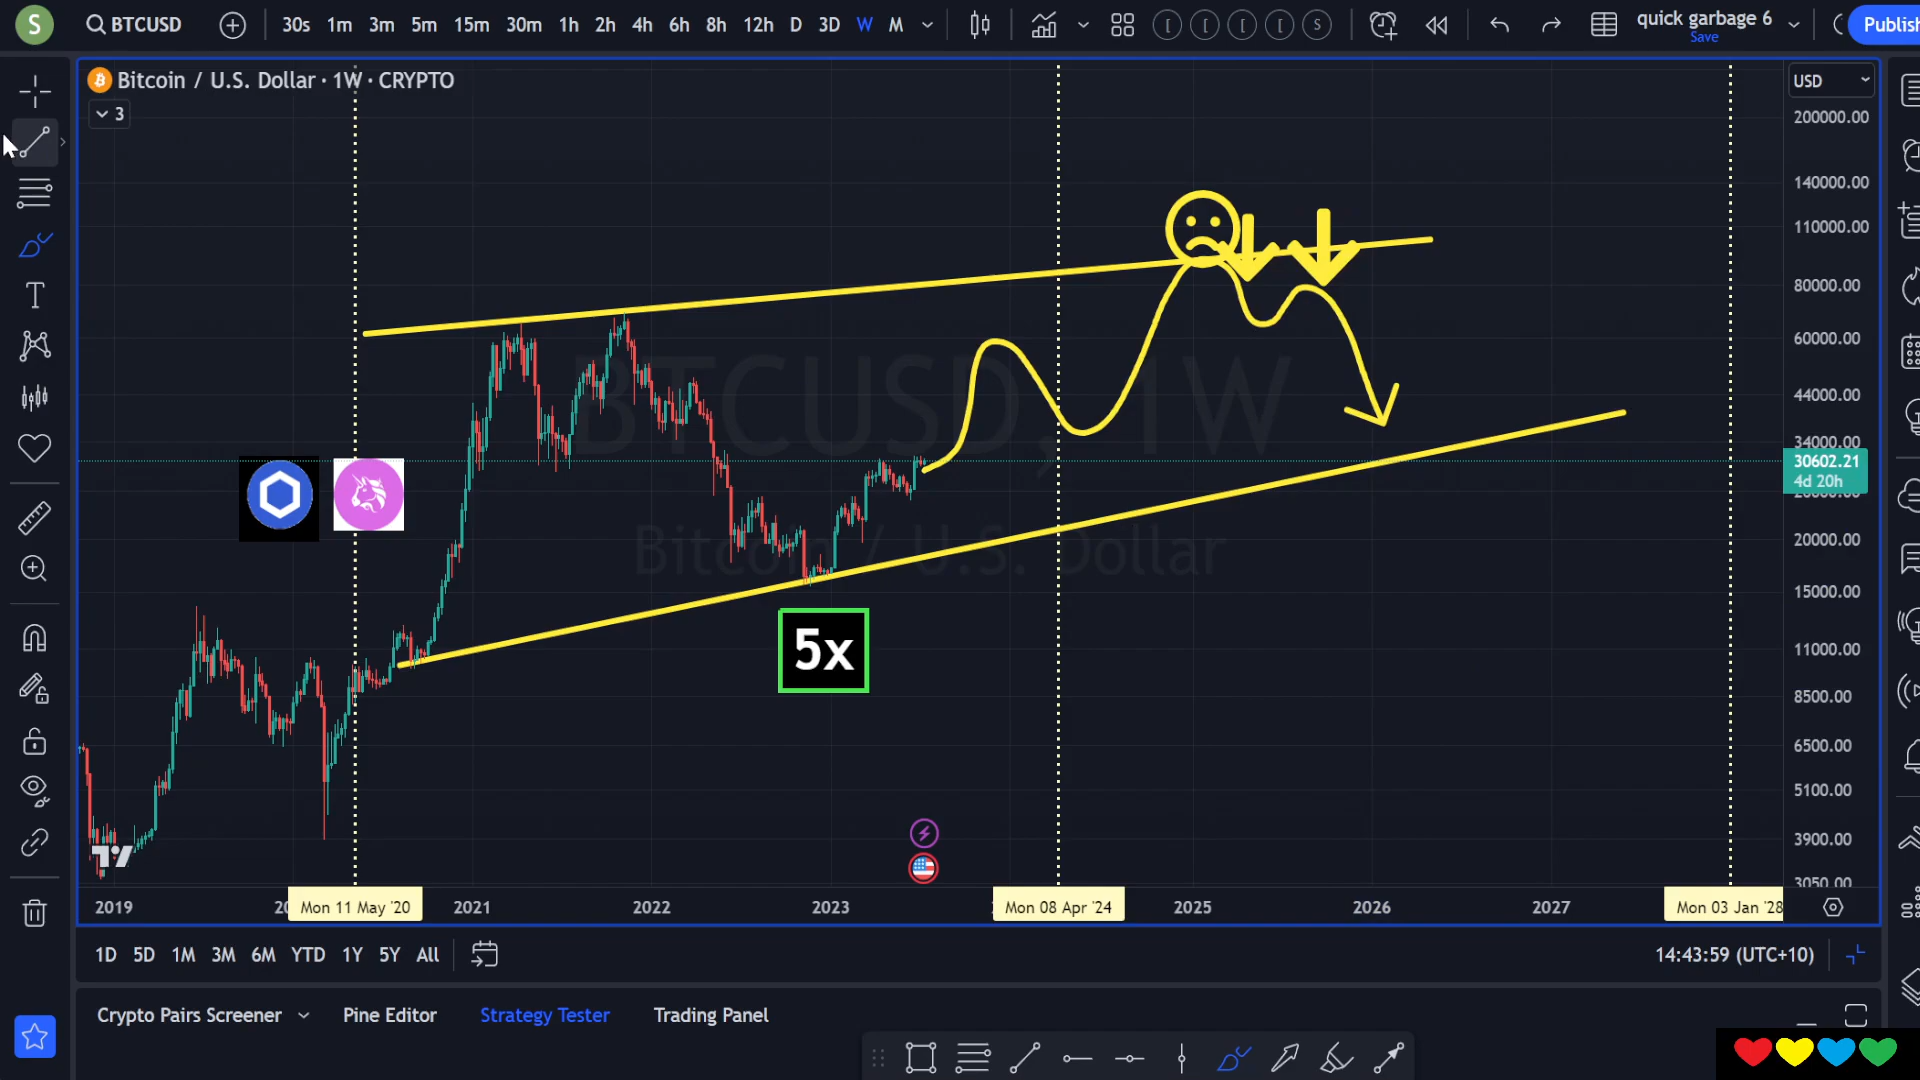 S
BTCUSD
30s 1m 3m 5m 15m 30m 1h 2h 4h 6h 8h 12h D 3D W M
[ [ [ [ S
quick garbage 6
Save
Publish
Bitcoin / U.S. Dollar · 1W · CRYPTO
3
USD
200000.00
140000.00
110000.00
80000.00
60000.00
44000.00
34000.00
30602.21
4d 20h
20000.00
15000.00
11000.00
8500.00
6500.00
5100.00
3900.00
3050.00
BTCUSD, 1W
Bitcoin / U.S. Dollar
5x
2019
Mon 11 May '20
2021
2022
2023
Mon 08 Apr '24
2025
2026
2027
Mon 03 Jan '28
1D 5D 1M 3M 6M YTD 1Y 5Y All
14:43:59 (UTC+10)
Crypto Pairs Screener
Pine Editor
Strategy Tester
Trading Panel